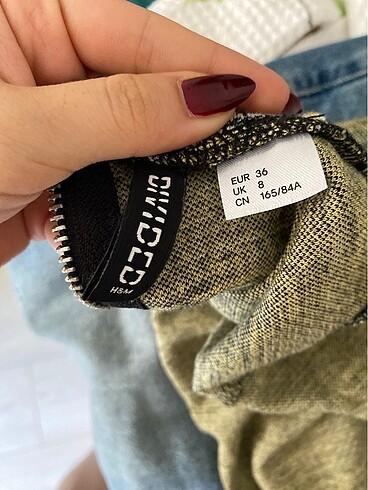 DIVIDED
H&M
EUR 36
UK 8
CN 165/84A